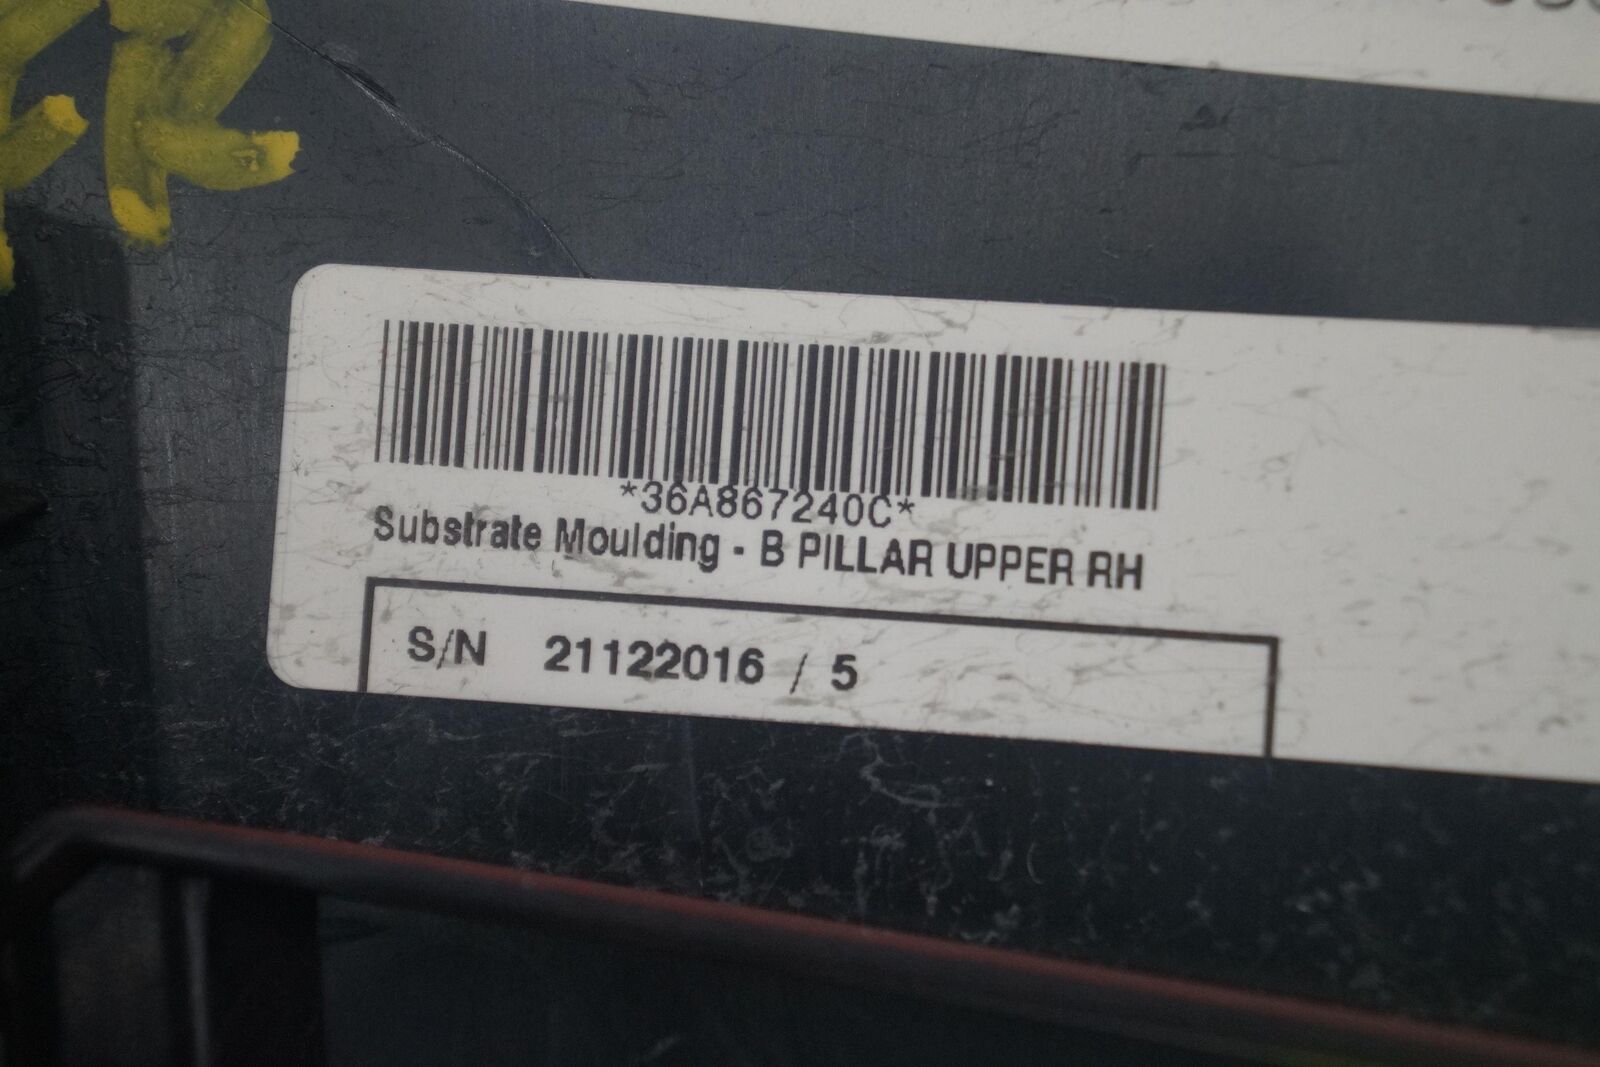 *36A867240C*
Substrate Moulding - B PILLAR UPPER RH
S/N 21122016 / 5